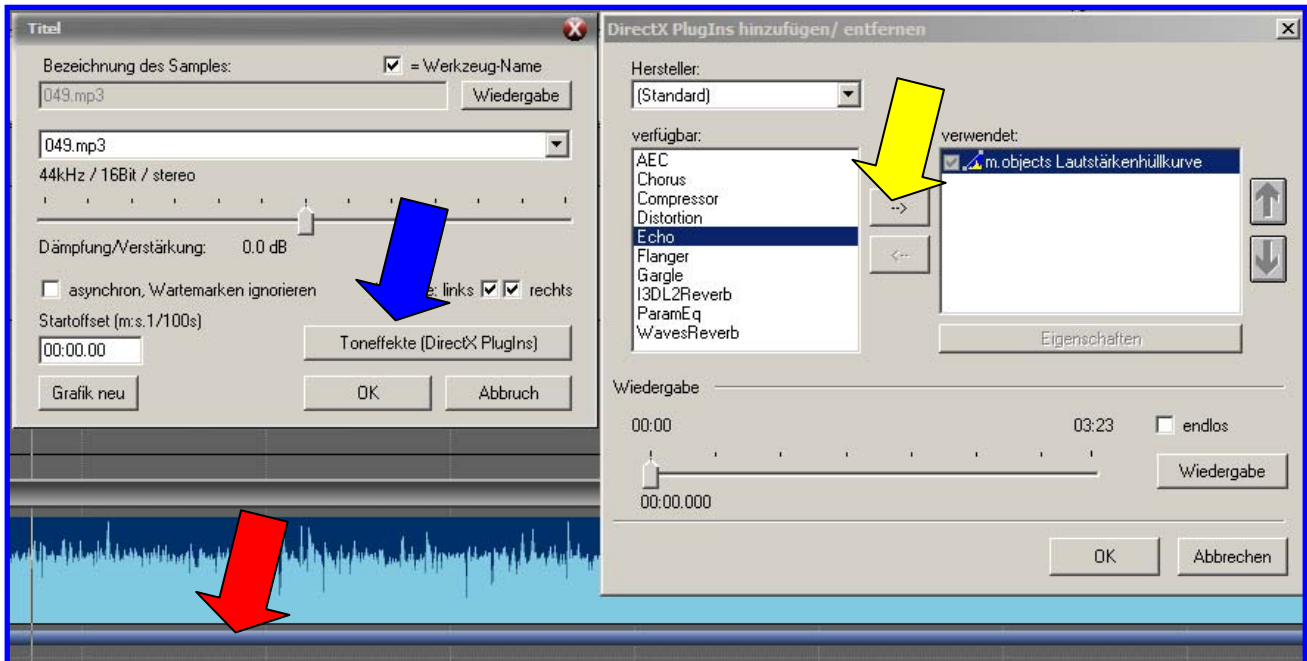 Titel
Bezeichnung des Samples:
= Werkzeug-Name
049.mp3
Wiedergabe
049.mp3
44kHz / 16Bit / stereo
Dämpfung/Verstärkung: 0.0 dB
asynchron, Wartemarken ignorieren
e: links
rechts
Startoffset (m:s.1/100s)
00:00.00
Toneffekte (DirectX PlugIns)
Grafik neu
OK
Abbruch
DirectX PlugIns hinzufügen/ entfernen
Hersteller:
(Standard)
verfügbar:
AEC
Chorus
Compressor
Distortion
Echo
Flanger
Gargle
I3DL2Reverb
ParamEq
WavesReverb
-->
<--
verwendet:
m.objects Lautstärkenhüllkurve
Eigenschaften
Wiedergabe
00:00
03:23
endlos
Wiedergabe
00:00.000
OK
Abbrechen